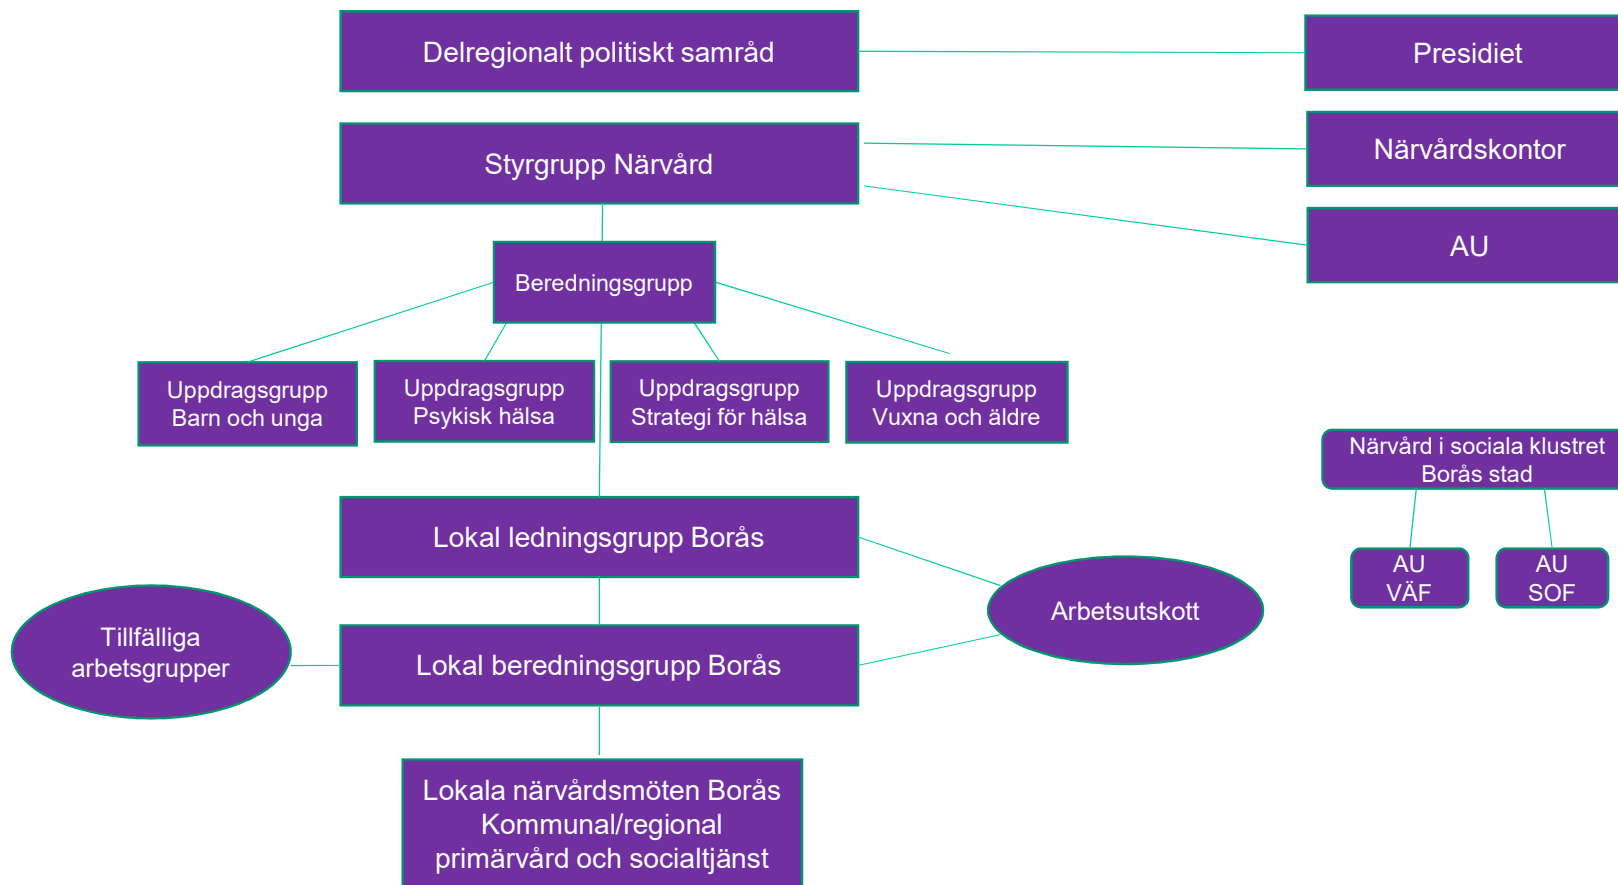 Delregionalt politiskt samråd
Presidiet
Styrgrupp Närvård
Närvårdskontor
AU
Beredningsgrupp
Uppdragsgrupp
Barn och unga
Uppdragsgrupp
Psykisk hälsa
Uppdragsgrupp
Strategi för hälsa
Uppdragsgrupp
Vuxna och äldre
Närvård i sociala klustret
Borås stad
AU
VÄF
AU
SOF
Lokal ledningsgrupp Borås
Arbetsutskott
Tillfälliga
arbetsgrupper
Lokal beredningsgrupp Borås
Lokala närvårdsmöten Borås
Kommunal/regional
primärvård och socialtjänst